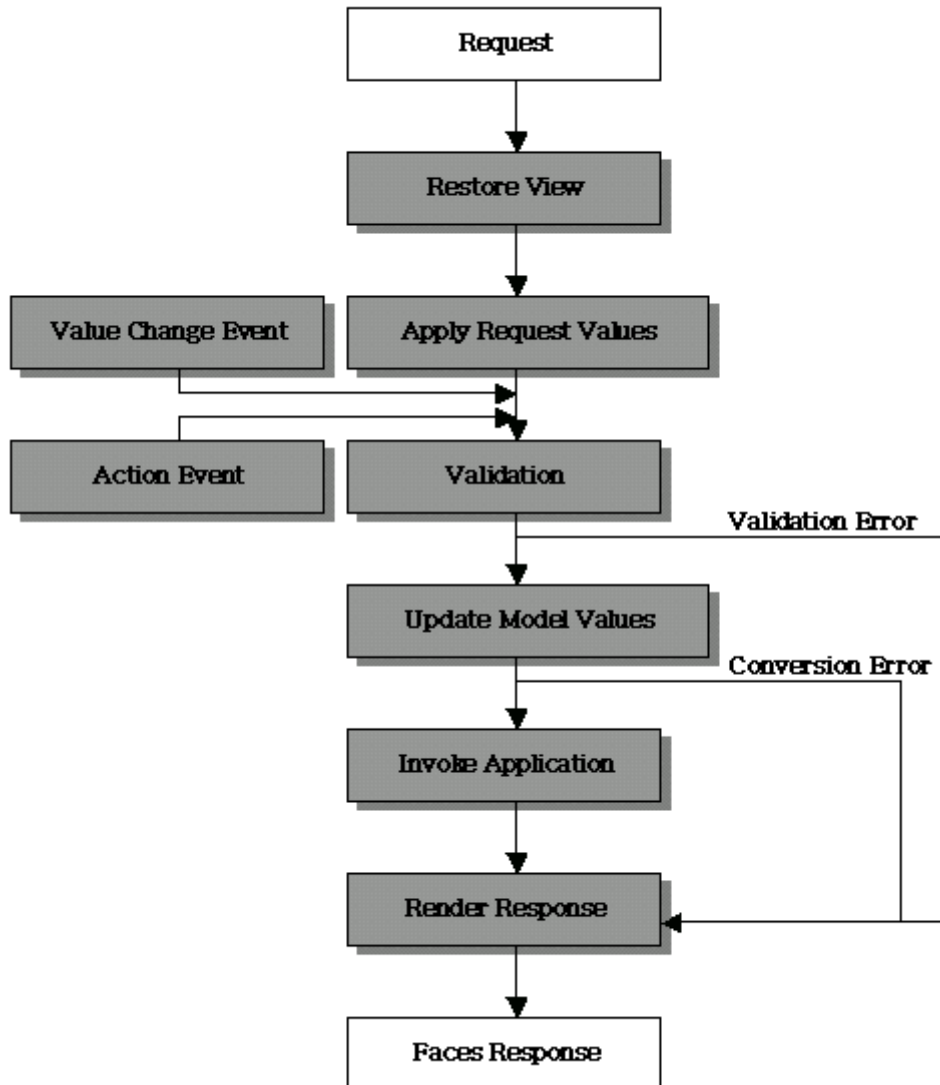 Request
Restore View
Value Change Event
Apply Request Values
Action Event
Validation
Validation Error
Update Model Values
Conversion Error
Invoke Application
Render Response
Faces Response